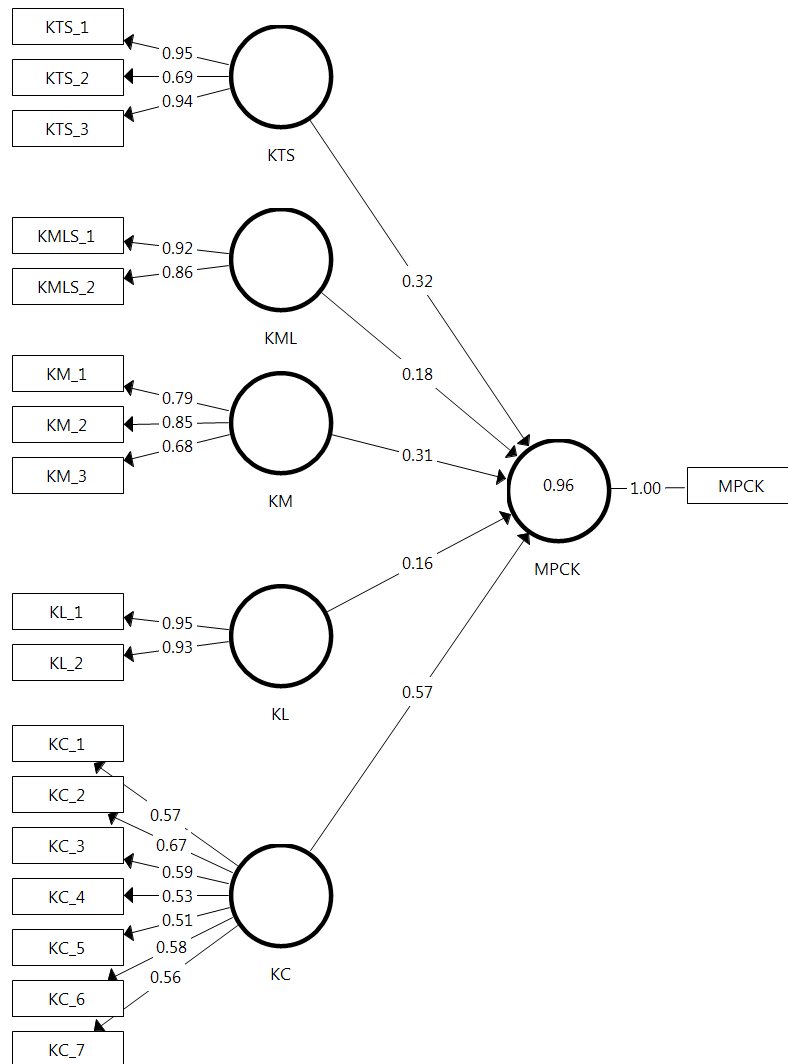 KTS_1
0.95
KTS_2
0.69
KTS_3
0.94
KTS
KMLS_1
0.92
KMLS_2
0.86
KML
0.32
0.18
KM_1
0.79
KM_2
0.85
KM_3
0.68
KM
0.31
0.96
1.00
MPCK
MPCK
0.16
KL_1
0.95
KL_2
0.93
KL
0.57
KC_1
0.57
KC_2
0.67
KC_3
0.59
KC_4
0.53
KC_5
0.51
KC_6
0.58
KC_7
0.56
KC